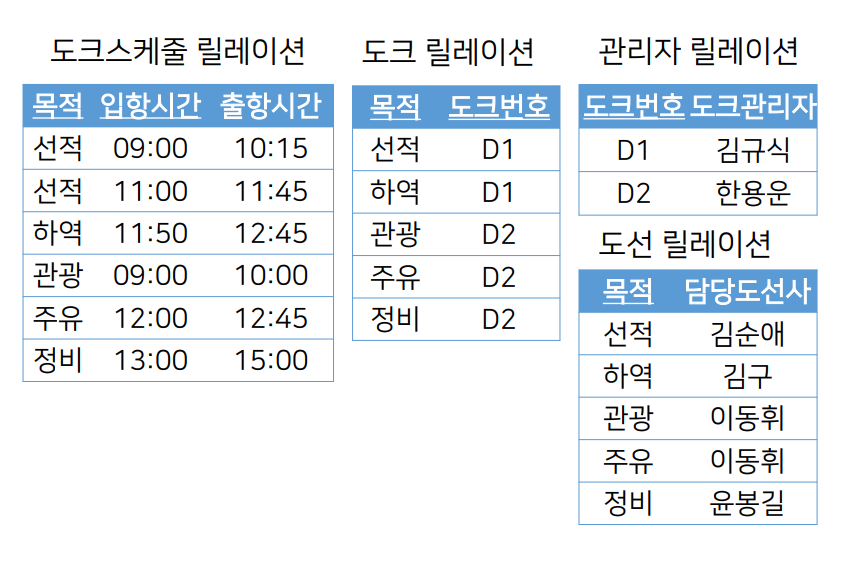 도크스케줄 릴레이션
목적 입항시간 출항시간
선적 09:00 10:15
선적 11:00 11:45
하역 11:50 12:45
관광 09:00 10:00
주유 12:00 12:45
정비 13:00 15:00
도크 릴레이션
목적 도크번호
선적 D1
하역 D1
관광 D2
주유 D2
정비 D2
관리자 릴레이션
도크번호 도크관리자
D1 김규식
D2 한용운
도선 릴레이션
목적 담당도선사
선적 김순애
하역 김구
관광 이동휘
주유 이동휘
정비 윤봉길